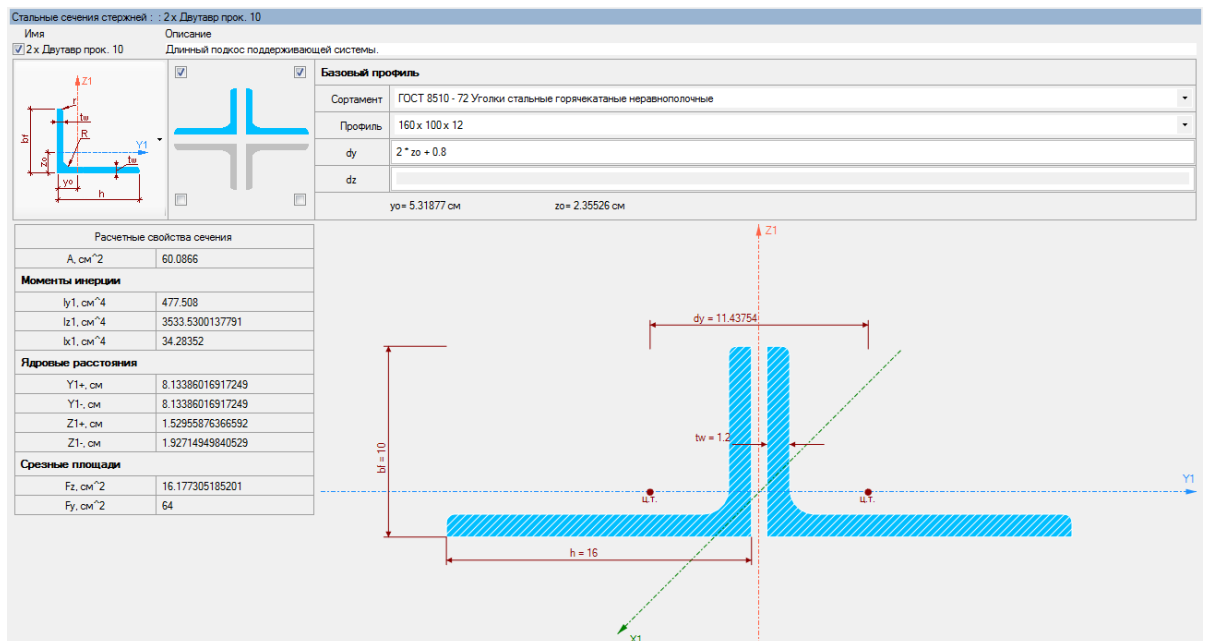 Стальные сечения стержней : : 2 x Двутавр прок. 10
Имя Описание
2 x Двутавр прок. 10 Длинный подкос поддерживающей системы.
Базовый профиль
Сортамент ГОСТ 8510 - 72 Уголки стальные горячекатаные неравнополочные
Профиль 160 x 100 x 12
dy 2 * zo + 0.8
dz
yo= 5.31877 см zo= 2.35526 см
Z1
r
tw
bf
R
Y1
zo
tw
yo
h
Расчетные свойства сечения
A, см^2 60.0866
Моменты инерции
Iy1, см^4 477.508
Iz1, см^4 3533.5300137791
Ix1, см^4 34.28352
Ядровые расстояния
Y1+, см 8.13386016917249
Y1-, см 8.13386016917249
Z1+, см 1.52955876366592
Z1-, см 1.92714949840529
Срезные площади
Fz, см^2 16.177305185201
Fy, см^2 64
Z1
dy = 11.43754
tw = 1.2
bf = 10
Y1
ц.т.
ц.т.
h = 16
X1